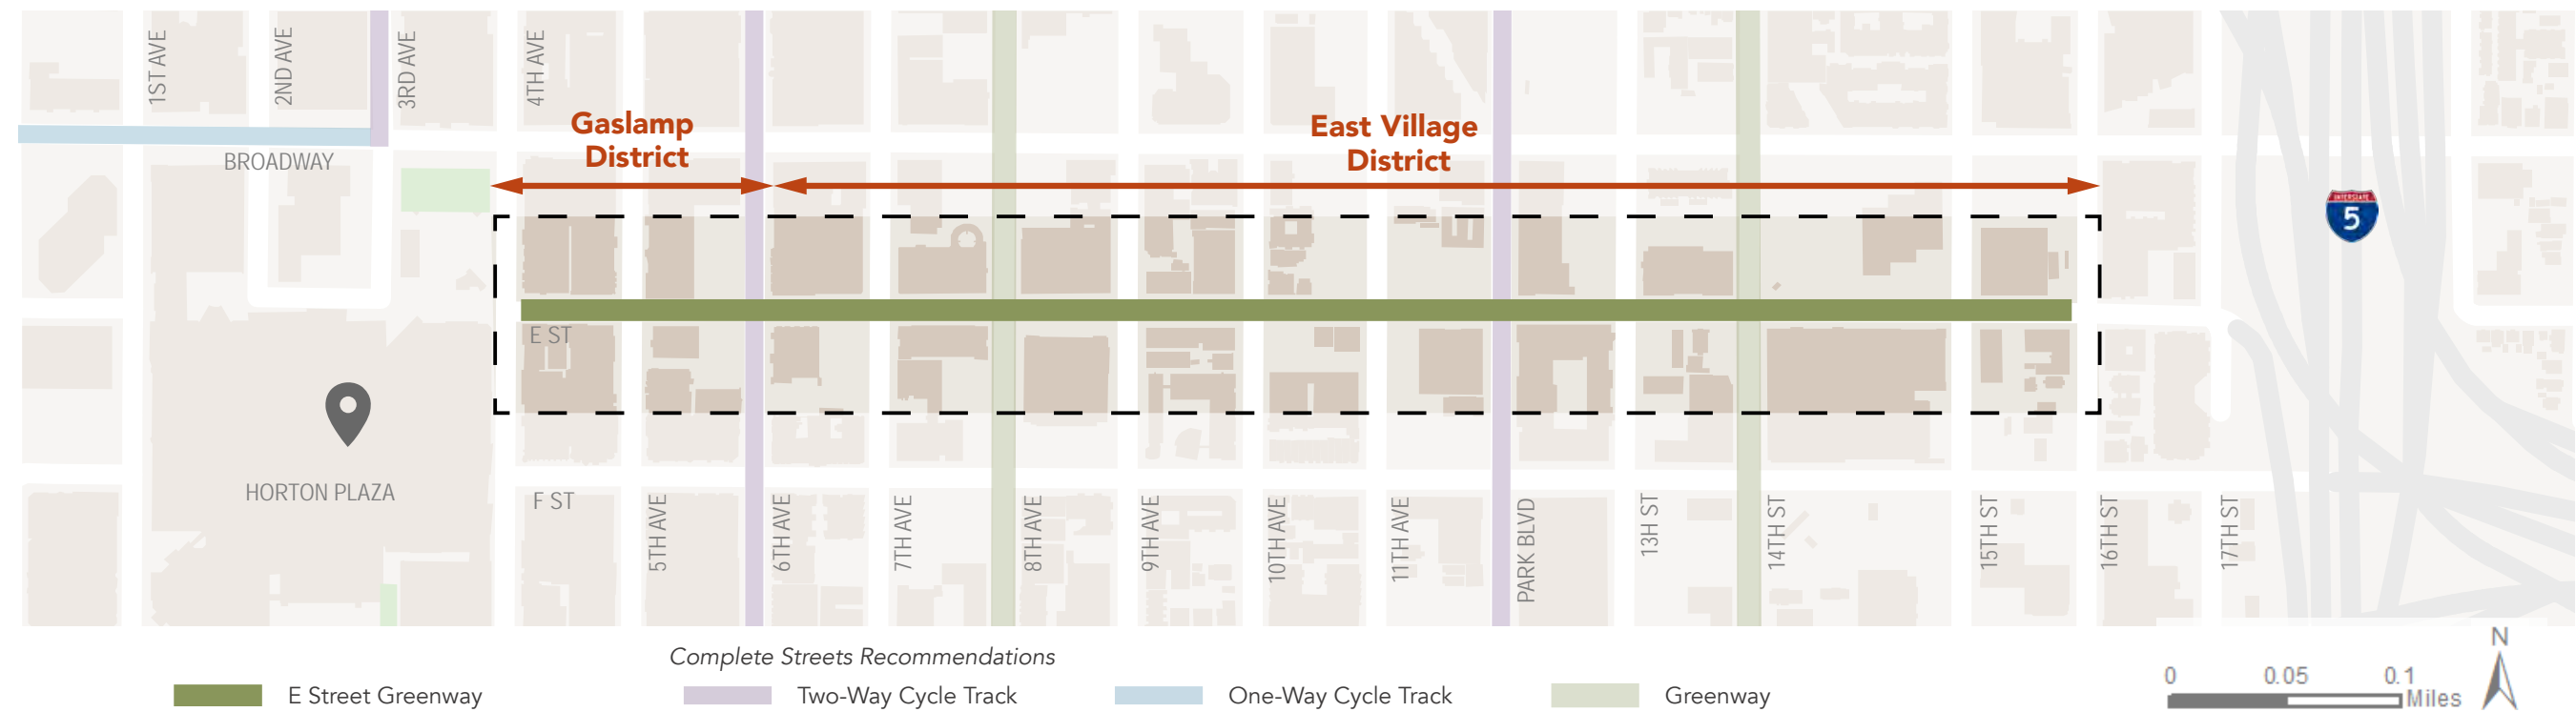 1ST AVE
2ND AVE
3RD AVE
4TH AVE
Gaslamp
District
East Village
District
BROADWAY
INTERSTATE
5
E ST
HORTON PLAZA
F ST
5TH AVE
6TH AVE
7TH AVE
8TH AVE
9TH AVE
10TH AVE
11TH AVE
PARK BLVD
13H ST
14TH ST
15TH ST
16TH ST
17TH ST
Complete Streets Recommendations
E Street Greenway
Two-Way Cycle Track
One-Way Cycle Track
Greenway
0 0.05 0.1
Miles
N